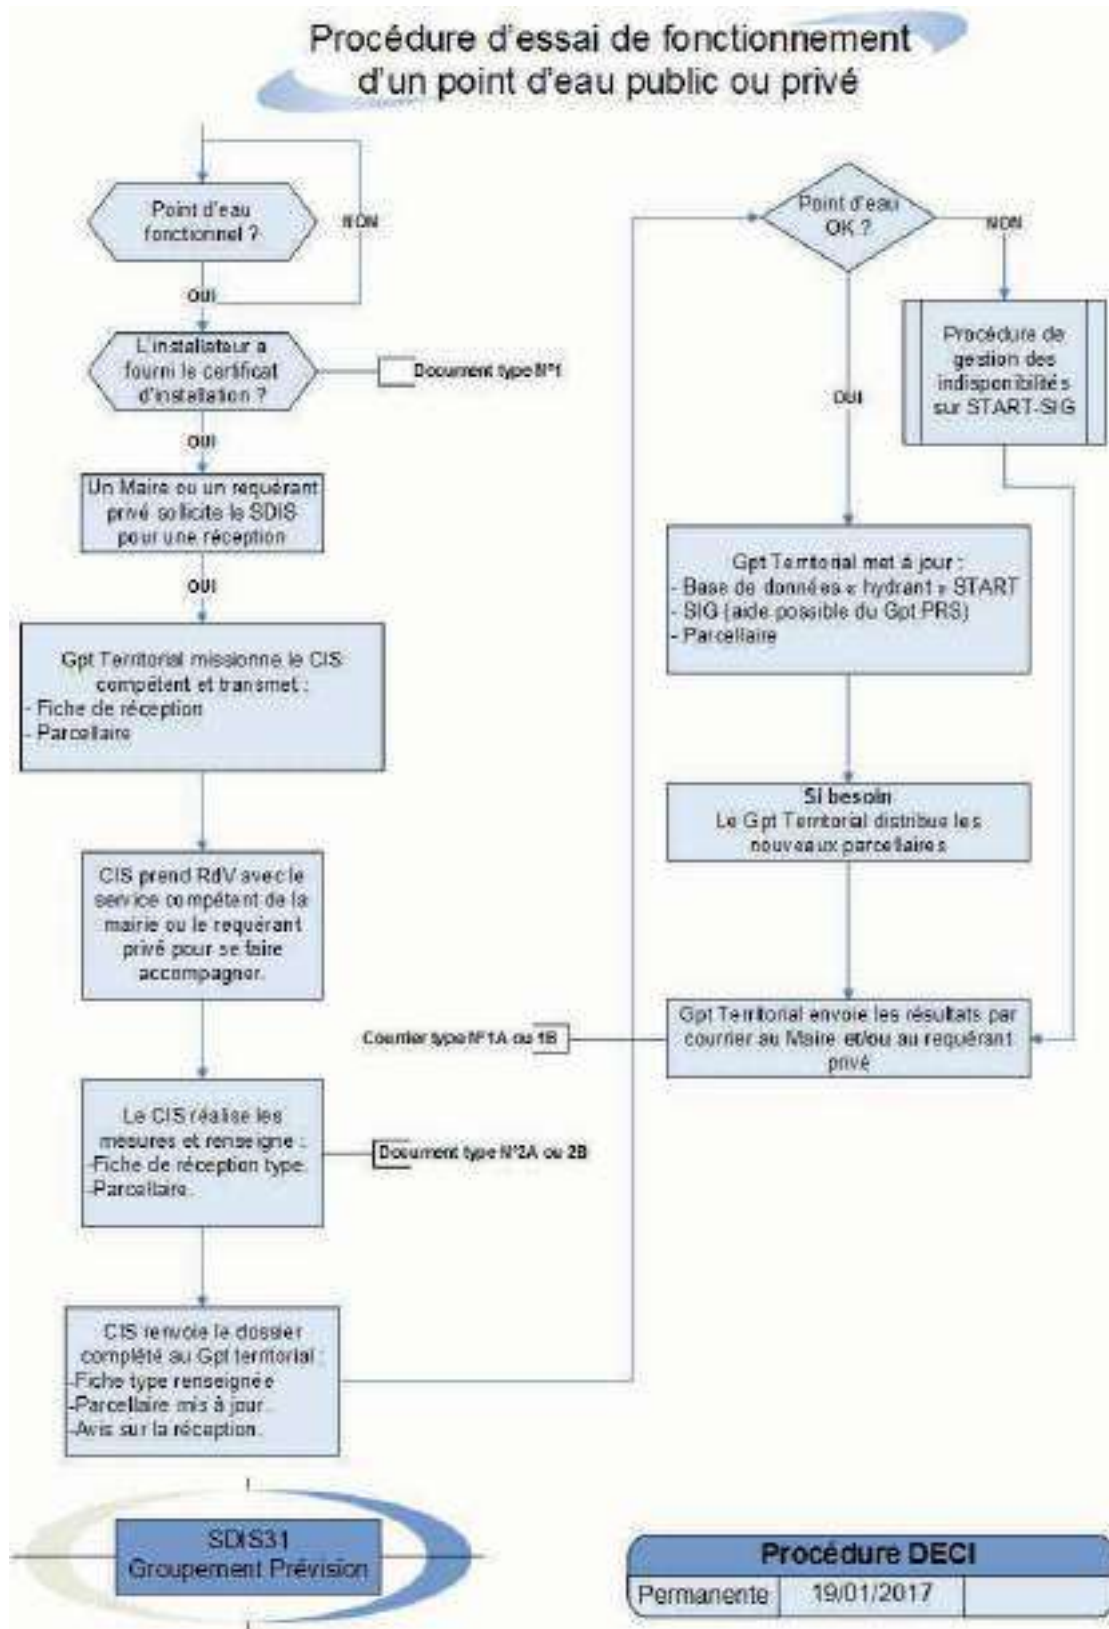 Procédure d'essai de fonctionnement
d'un point d'eau public ou privé
Point d'eau
fonctionnel ?
NON
OUI
L'installateur a
fourni le certificat
d'installation ?
Document type N°1
OUI
Un Maire ou un requérant
privé sollicite le SDIS
pour une réception
OUI
Gpt Territorial missionne le CIS
compétent et transmet :
- Fiche de réception
- Parcellaire
CIS prend RdV avec le
service compétent de la
mairie ou le requérant
privé pour se faire
accompagner.
Le CIS réalise les
mesures et renseigne :
-Fiche de réception type.
-Parcellaire.
Document type N°2A ou 2B
CIS renvoie le dossier
complété au Gpt territorial :
-Fiche type renseignée
-Parcellaire mis à jour.
-Avis sur la réception.
Point d'eau
OK ?
NON
Procédure de
gestion des
indisponibilités
sur START-SIG
OUI
Gpt Territorial met à jour :
- Base de données « hydrant » START
- SIG (aide possible du Gpt PRS)
- Parcellaire
Si besoin
Le Gpt Territorial distribue les
nouveaux parcellaires
Gpt Territorial envoie les résultats par
courrier au Maire et/ou au requérant
privé
Courrier type N°1A ou 1B
SDIS31
Groupement Prévision
Procédure DECI
Permanente 19/01/2017